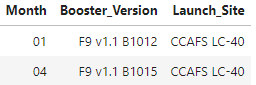 Month Booster_Version Launch_Site
01 F9 v1.1 B1012 CCAFS LC-40
04 F9 v1.1 B1015 CCAFS LC-40